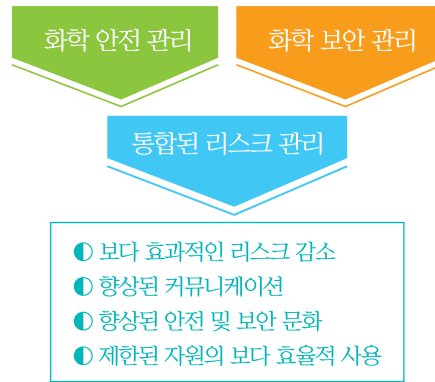 화학 안전 관리
화학 보안 관리
통합된 리스크 관리
◐ 보다 효과적인 리스크 감소
◐ 향상된 커뮤니케이션
◐ 향상된 안전 및 보안 문화
◐ 제한된 자원의 보다 효율적 사용